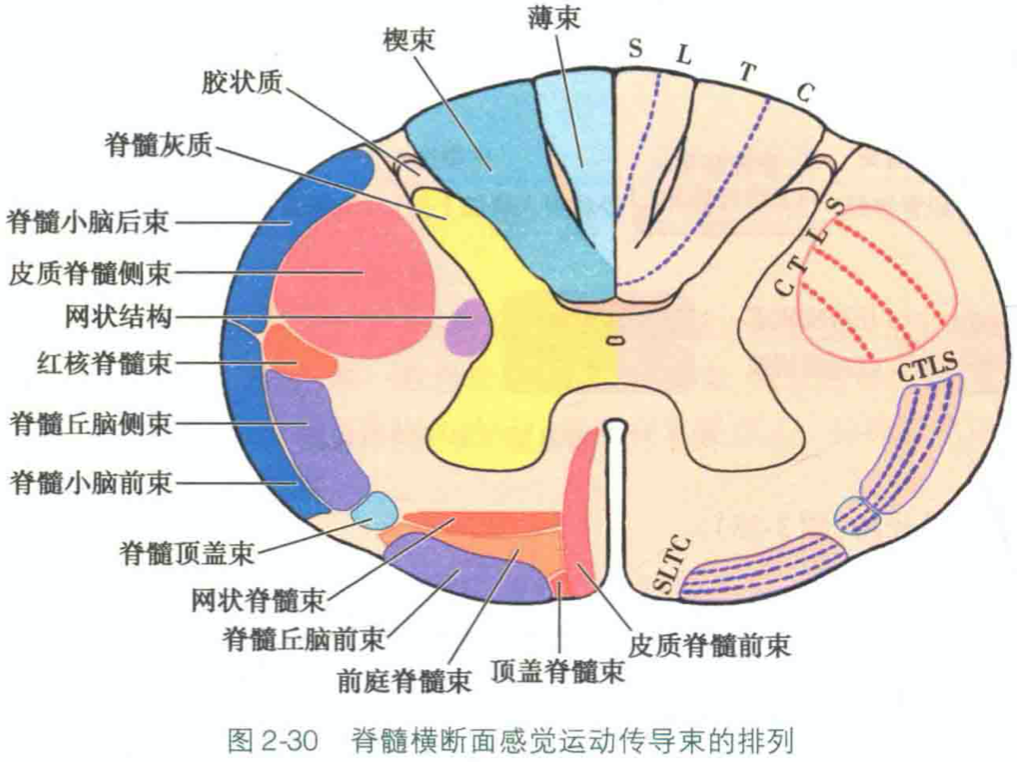 薄束
楔束
S L T C
胶状质
脊髓灰质
脊髓小脑后束
皮质脊髓侧束
网状结构
红核脊髓束
脊髓丘脑侧束
脊髓小脑前束
脊髓顶盖束
网状脊髓束
脊髓丘脑前束
前庭脊髓束
顶盖脊髓束
皮质脊髓前束
C T L S
CTLS
SLTC
图 2-30 脊髓横断面感觉运动传导束的排列